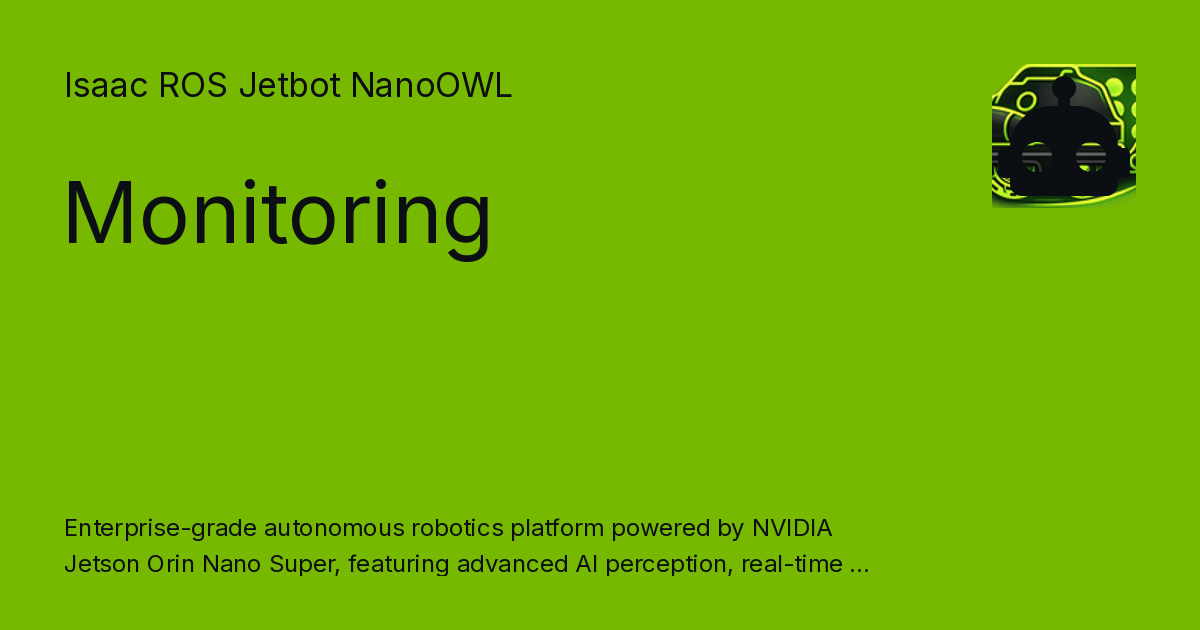 Isaac ROS Jetbot NanoOWL
Monitoring
Enterprise-grade autonomous robotics platform powered by NVIDIA
Jetson Orin Nano Super, featuring advanced AI perception, real-time ...